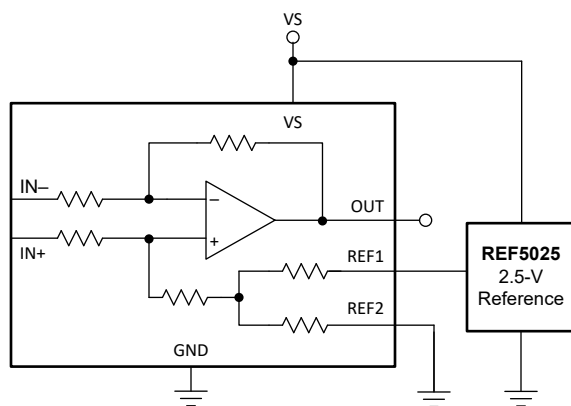 VS
VS
IN–
–
OUT
+
IN+
REF1
REF5025
2.5-V
Reference
REF2
GND